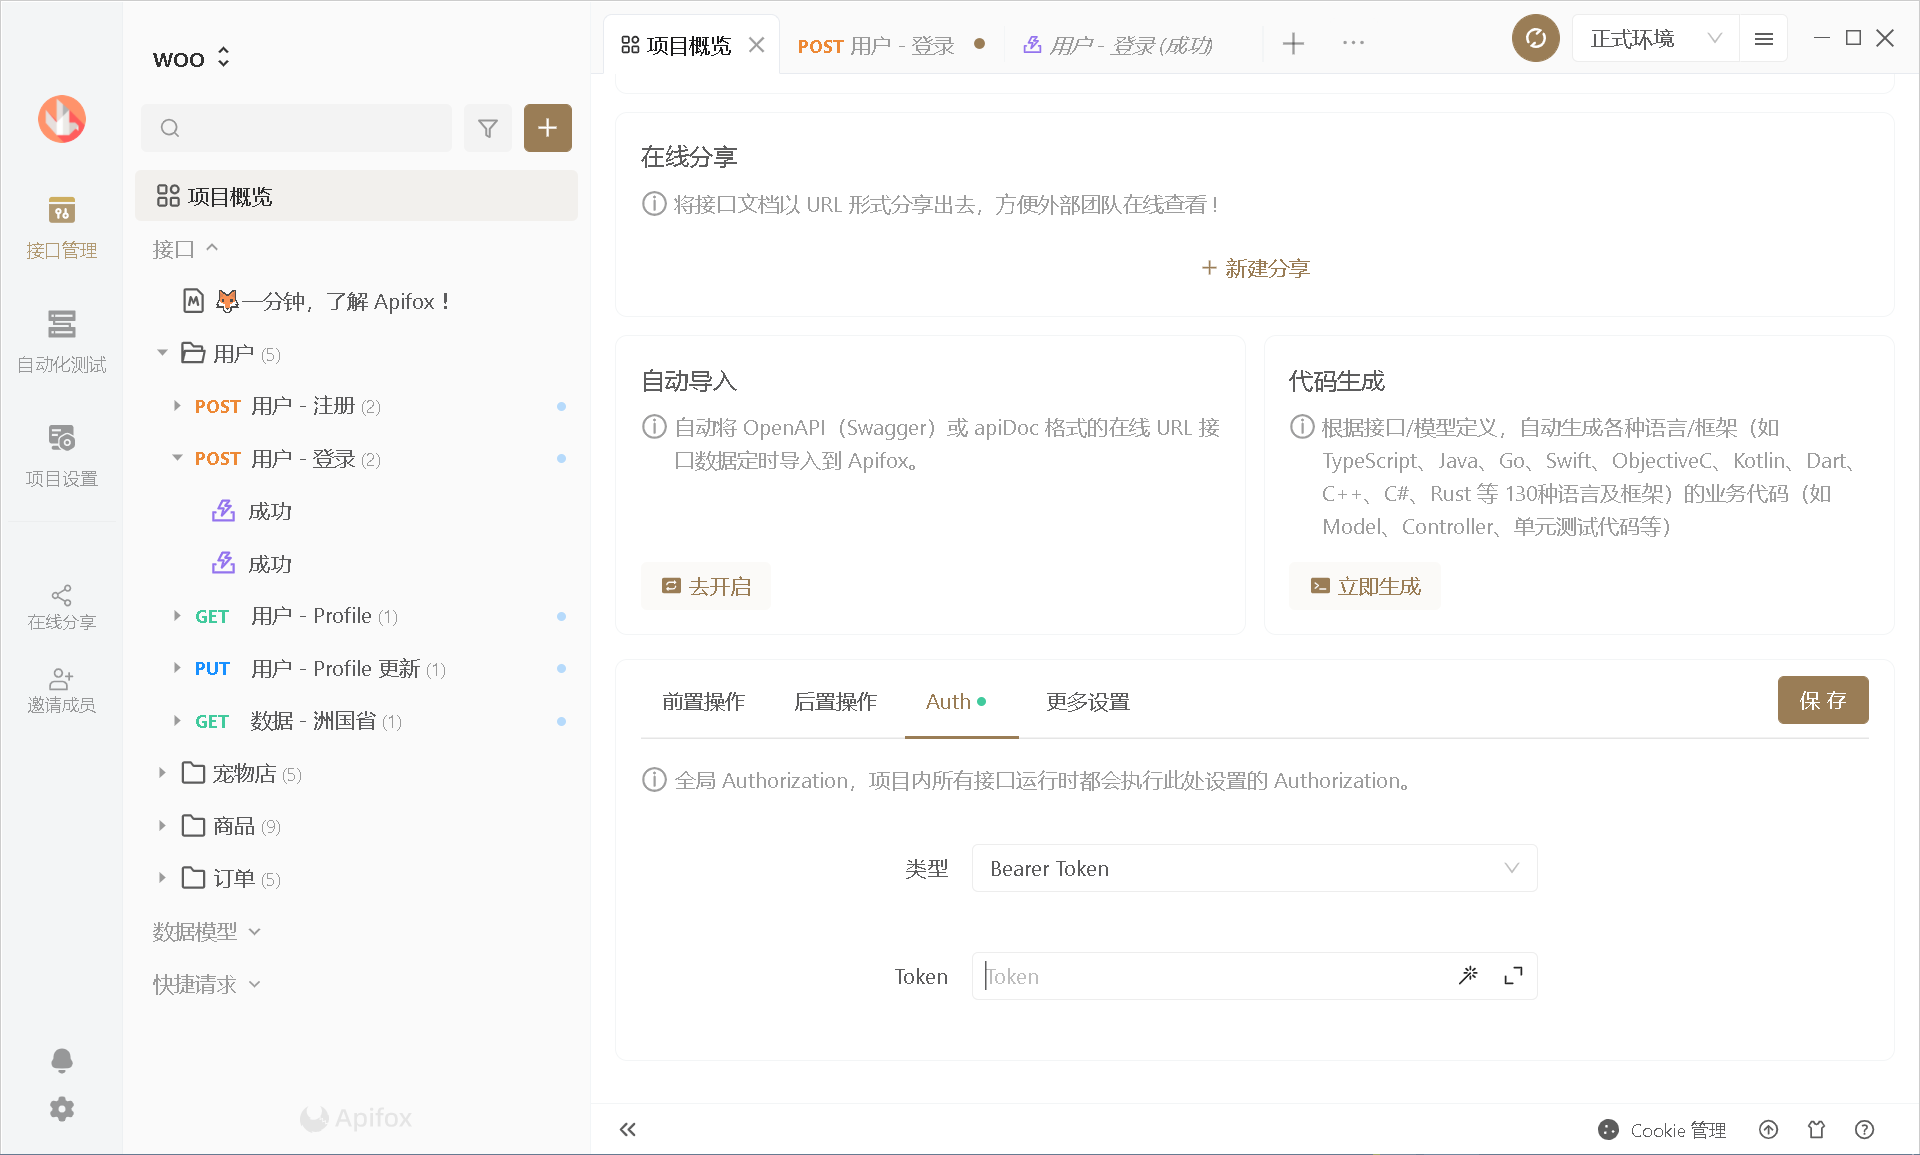 WOO
项目概览
POST 用户 - 登录
用户 - 登录 (成功)
正式环境
项目概览
接口
一分钟，了解 Apifox！
用户 (5)
POST 用户 - 注册 (2)
POST 用户 - 登录 (2)
成功
成功
GET 用户 - Profile (1)
PUT 用户 - Profile 更新 (1)
GET 数据 - 洲国省 (1)
宠物店 (5)
商品 (9)
订单 (5)
数据模型
快捷请求
Apifox
接口管理
自动化测试
项目设置
在线分享
邀请成员
在线分享
将接口文档以 URL 形式分享出去，方便外部团队在线查看！
+ 新建分享
自动导入
自动将 OpenAPI（Swagger）或 apiDoc 格式的在线 URL 接
口数据定时导入到 Apifox。
去开启
代码生成
根据接口/模型定义，自动生成各种语言/框架（如
TypeScript、Java、Go、Swift、ObjectiveC、Kotlin、Dart、
C++、C#、Rust 等 130种语言及框架）的业务代码（如
Model、Controller、单元测试代码等）
立即生成
前置操作
后置操作
Auth
更多设置
保 存
全局 Authorization，项目内所有接口运行时都会执行此处设置的 Authorization。
类型
Bearer Token
Token
Token
Cookie 管理